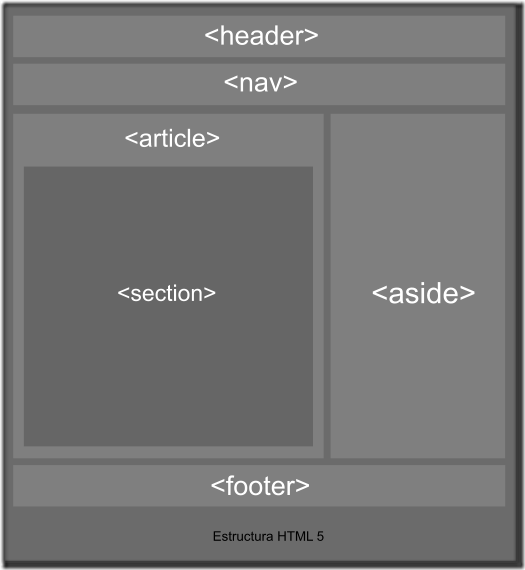 <header>
<nav>
<article>
<section>
<aside>
<footer>
Estructura HTML 5